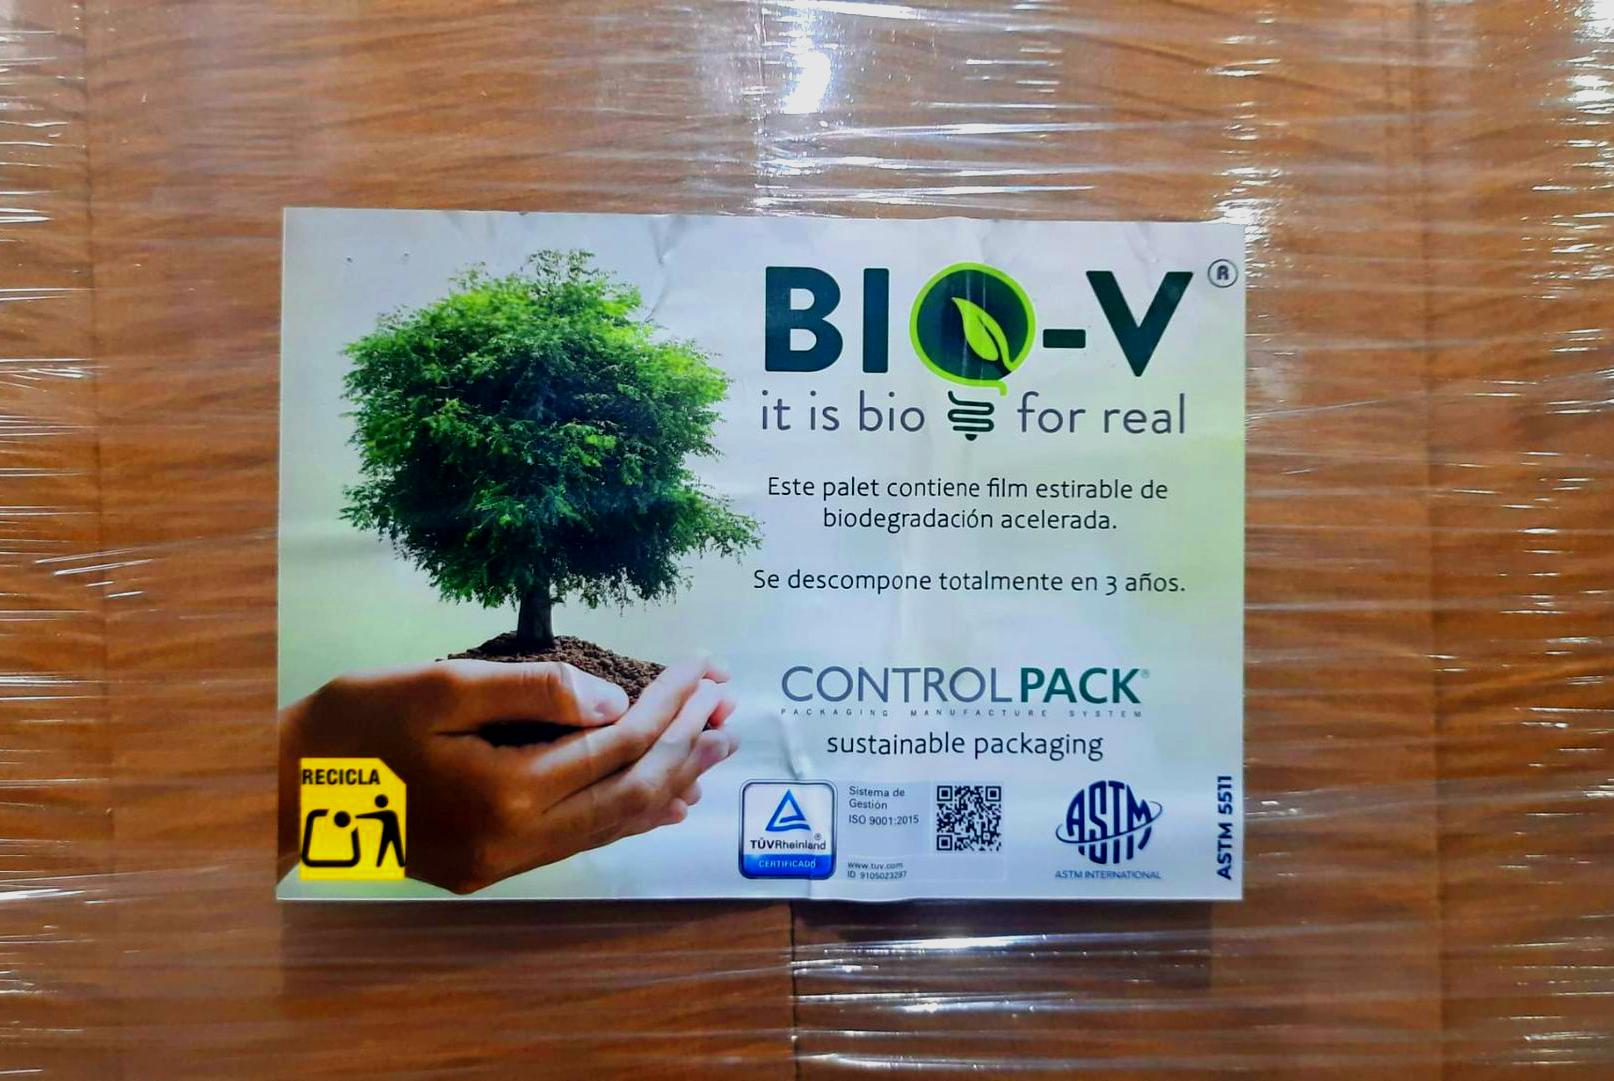 BIO-V ®
it is bio for real
Este palet contiene film estirable de
biodegradación acelerada.
Se descompone totalmente en 3 años.
CONTROLPACK®
PACKAGING MANUFACTURE SYSTEM
sustainable packaging
RECICLA
TÜVRheinland®
CERTIFICADO
Sistema de
Gestión
ISO 9001:2015
www.tuv.com
ID 9105023287
ASTM
ASTM INTERNATIONAL
ASTM 5511